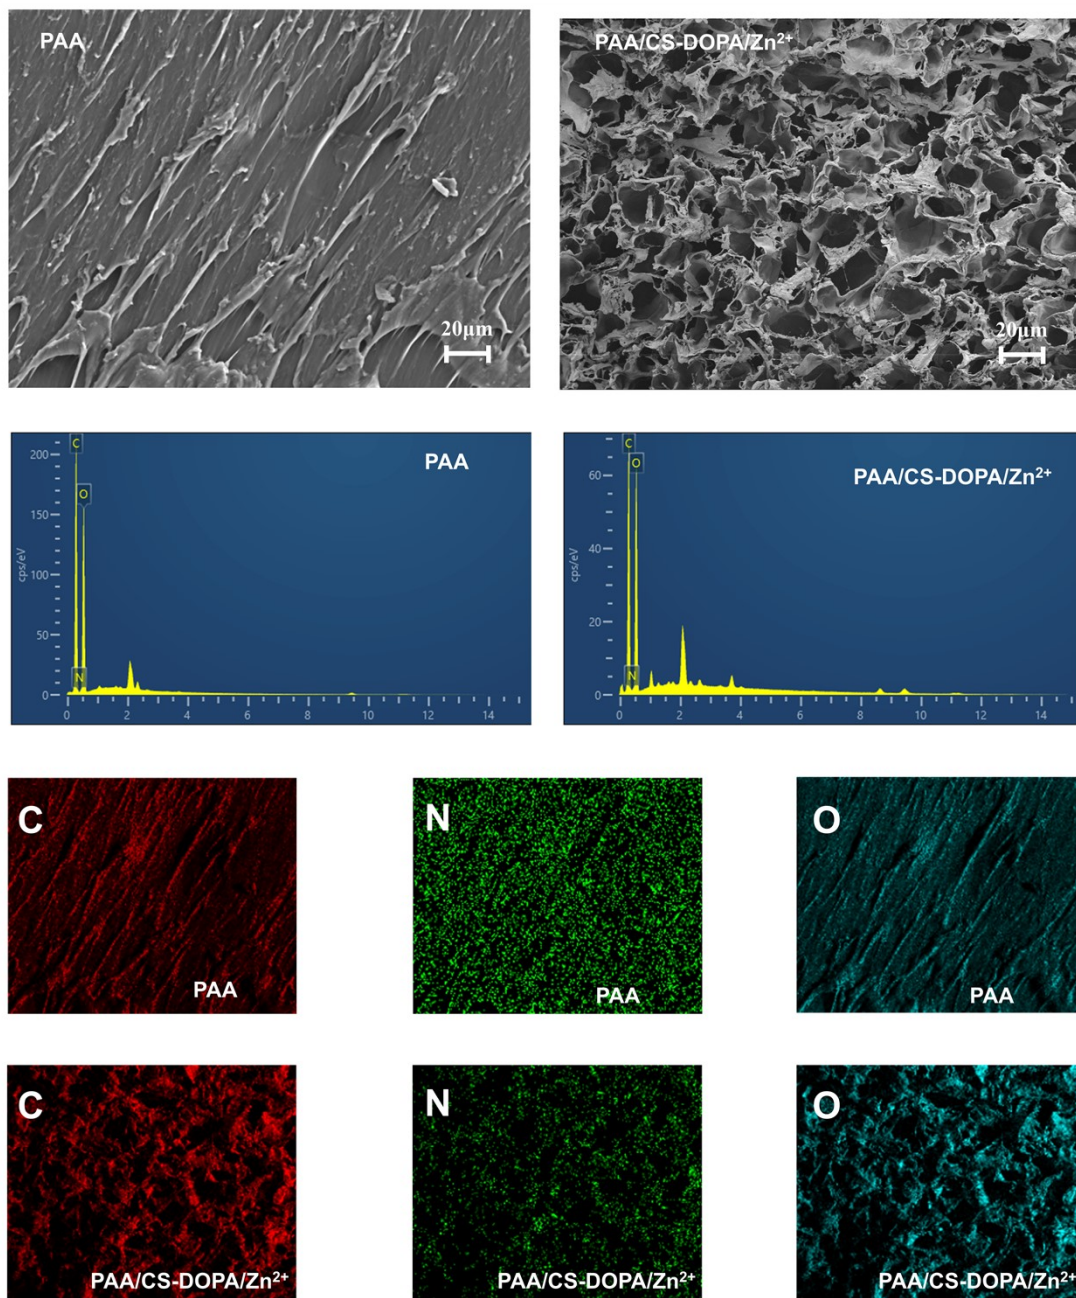 PAA
PAA/CS-DOPA/Zn²⁺
20μm
20μm
C
O
N
PAA
cps/eV
200
150
100
50
0
0 2 4 6 8 10 12 14
C
O
N
PAA/CS-DOPA/Zn²⁺
cps/eV
60
40
20
0
0 2 4 6 8 10 12 14
C
PAA
N
PAA
O
PAA
C
PAA/CS-DOPA/Zn²⁺
N
PAA/CS-DOPA/Zn²⁺
O
PAA/CS-DOPA/Zn²⁺